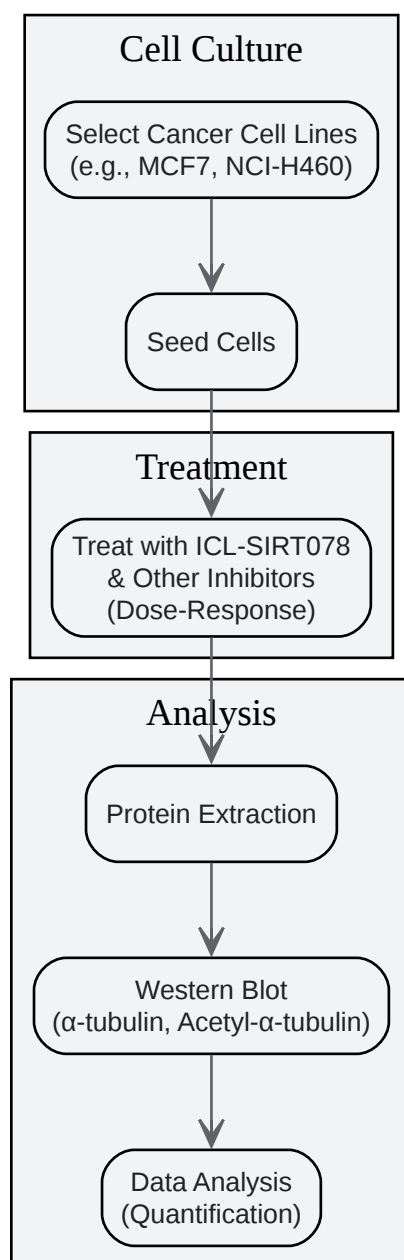 Cell Culture
Select Cancer Cell Lines
(e.g., MCF7, NCI-H460)
Seed Cells
Treatment
Treat with ICL-SIRT078
& Other Inhibitors
(Dose-Response)
Analysis
Protein Extraction
Western Blot
(α-tubulin, Acetyl-α-tubulin)
Data Analysis
(Quantification)